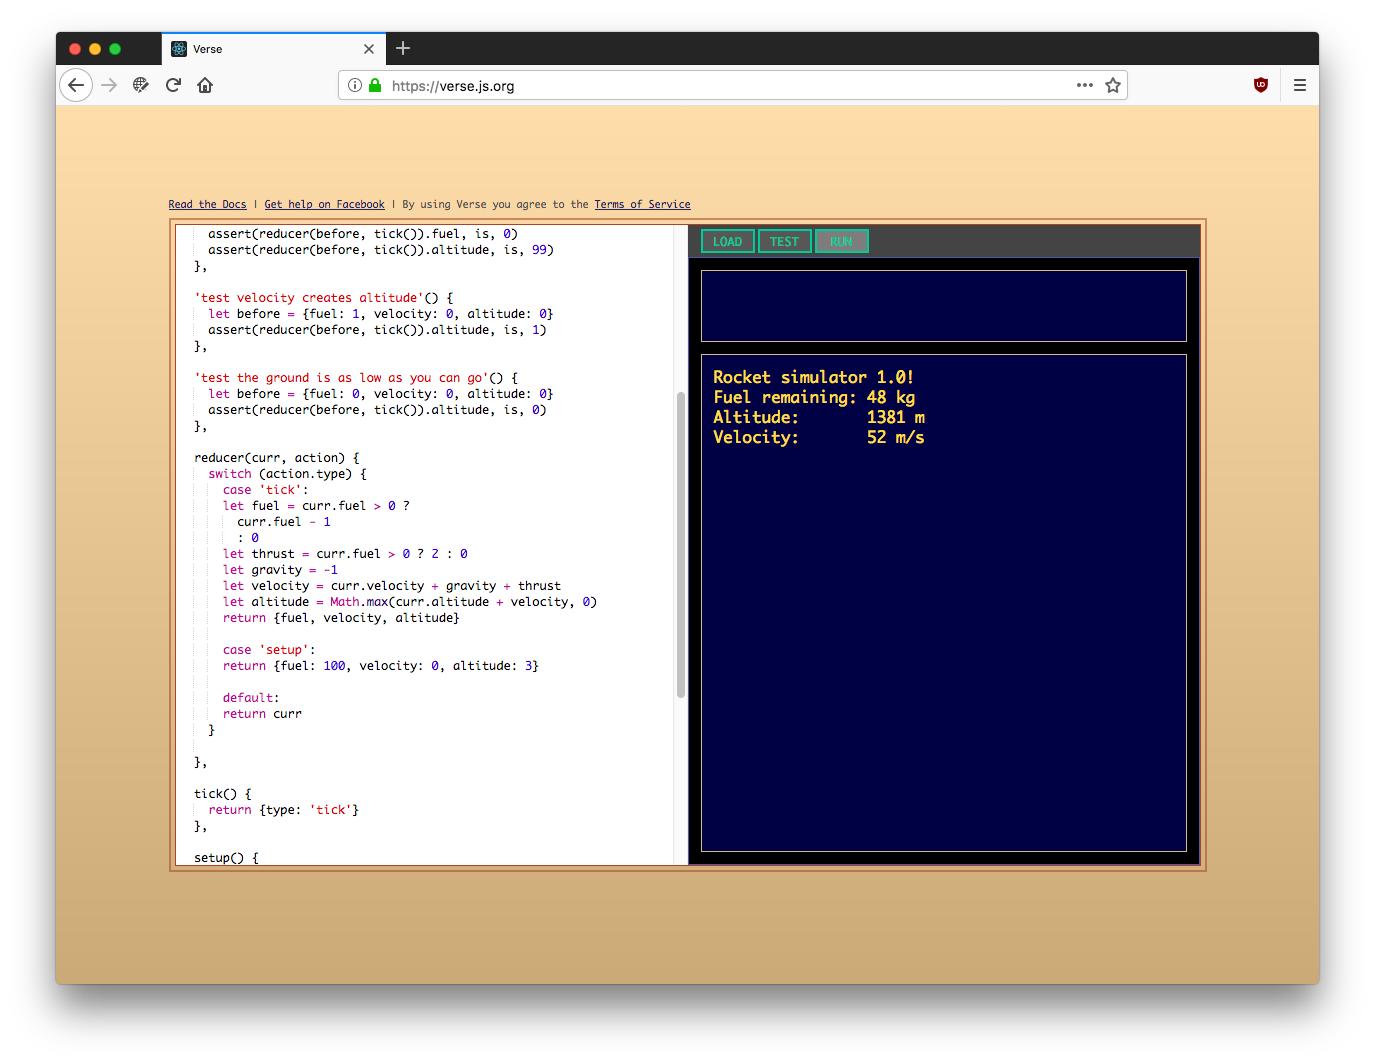 Verse
https://verse.js.org
Read the Docs | Get help on Facebook | By using Verse you agree to the Terms of Service
assert(reducer(before, tick()).fuel, is, 0)
assert(reducer(before, tick()).altitude, is, 99)
},
'test velocity creates altitude'() {
let before = {fuel: 1, velocity: 0, altitude: 0}
assert(reducer(before, tick()).altitude, is, 1)
},
'test the ground is as low as you can go'() {
let before = {fuel: 0, velocity: 0, altitude: 0}
assert(reducer(before, tick()).altitude, is, 0)
},
reducer(curr, action) {
switch (action.type) {
case 'tick':
let fuel = curr.fuel > 0 ?
curr.fuel - 1
: 0
let thrust = curr.fuel > 0 ? 2 : 0
let gravity = -1
let velocity = curr.velocity + gravity + thrust
let altitude = Math.max(curr.altitude + velocity, 0)
return {fuel, velocity, altitude}
case 'setup':
return {fuel: 100, velocity: 0, altitude: 3}
default:
return curr
}
},
tick() {
return {type: 'tick'}
},
setup() {
LOAD TEST RUN
Rocket simulator 1.0!
Fuel remaining: 48 kg
Altitude: 1381 m
Velocity: 52 m/s